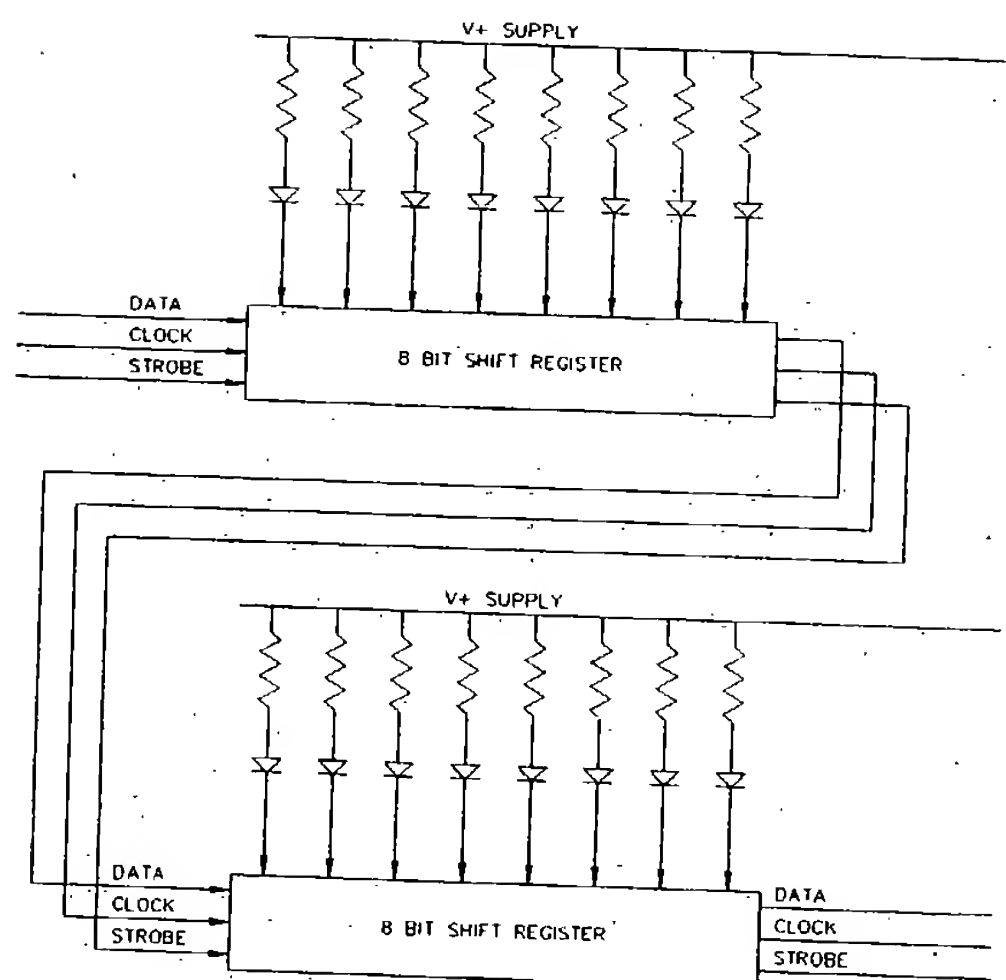 V+ SUPPLY
DATA
CLOCK
STROBE
8 BIT SHIFT REGISTER
V+ SUPPLY
DATA
CLOCK
STROBE
8 BIT SHIFT REGISTER
DATA
CLOCK
STROBE